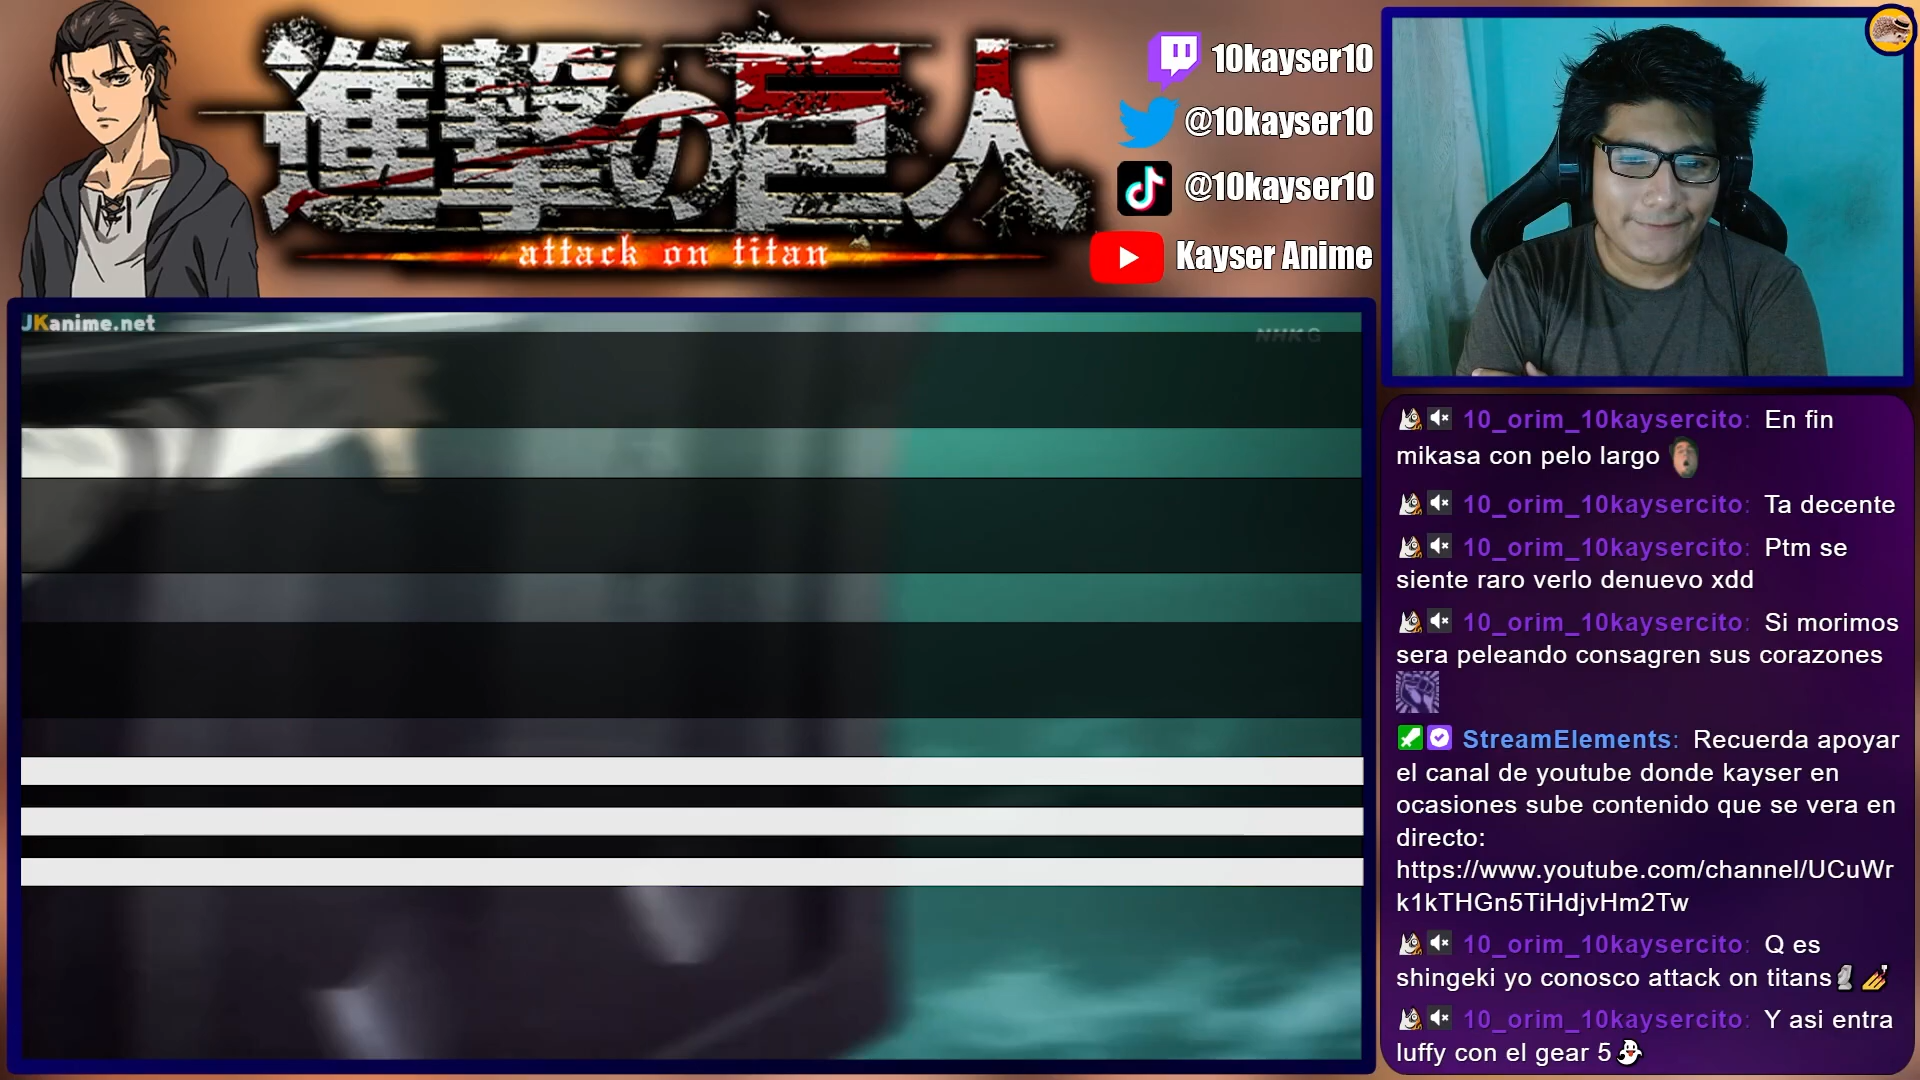 進撃の巨人
attack on titan
10kayser10
@10kayser10
@10kayser10
Kayser Anime
JKanime.net
NHK G
10_orim_10kaysercito: En fin
mikasa con pelo largo
10_orim_10kaysercito: Ta decente
10_orim_10kaysercito: Ptm se
siente raro verlo denuevo xdd
10_orim_10kaysercito: Si morimos
sera peleando consagren sus corazones
StreamElements: Recuerda apoyar
el canal de youtube donde kayser en
ocasiones sube contenido que se vera en
directo:
https://www.youtube.com/channel/UCuWr
k1kTHGn5TiHdjvHm2Tw
10_orim_10kaysercito: Q es
shingeki yo conosco attack on titans🗿💅
10_orim_10kaysercito: Y asi entra
luffy con el gear 5👻